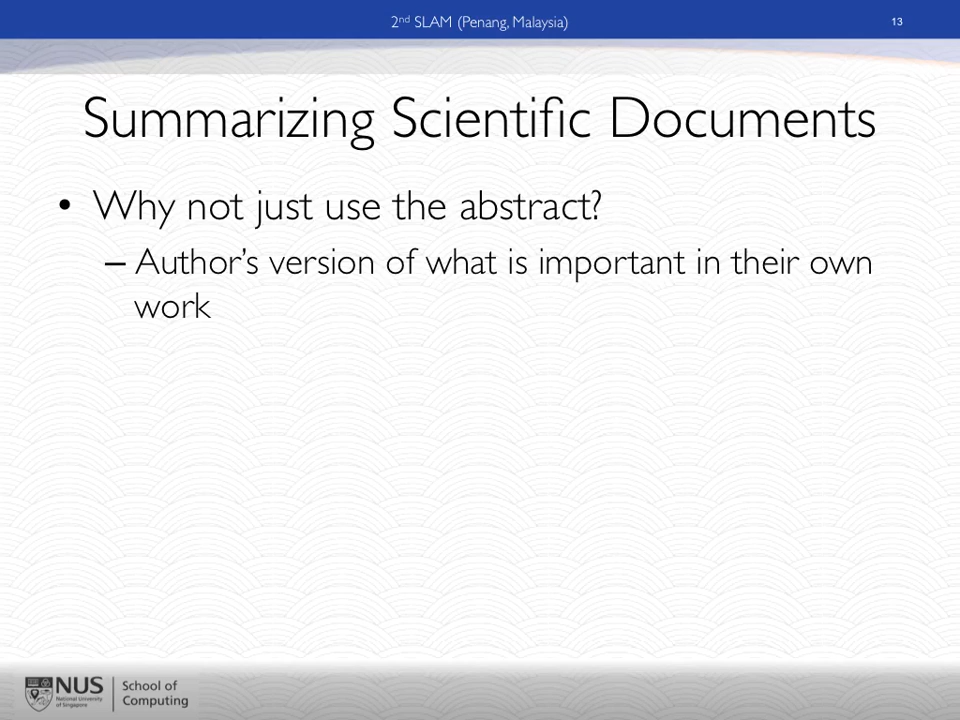 2nd SLAM (Penang, Malaysia)
13
Summarizing Scientific Documents
• Why not just use the abstract?
– Author’s version of what is important in their own
work
NUS
National University
of Singapore
School of
Computing